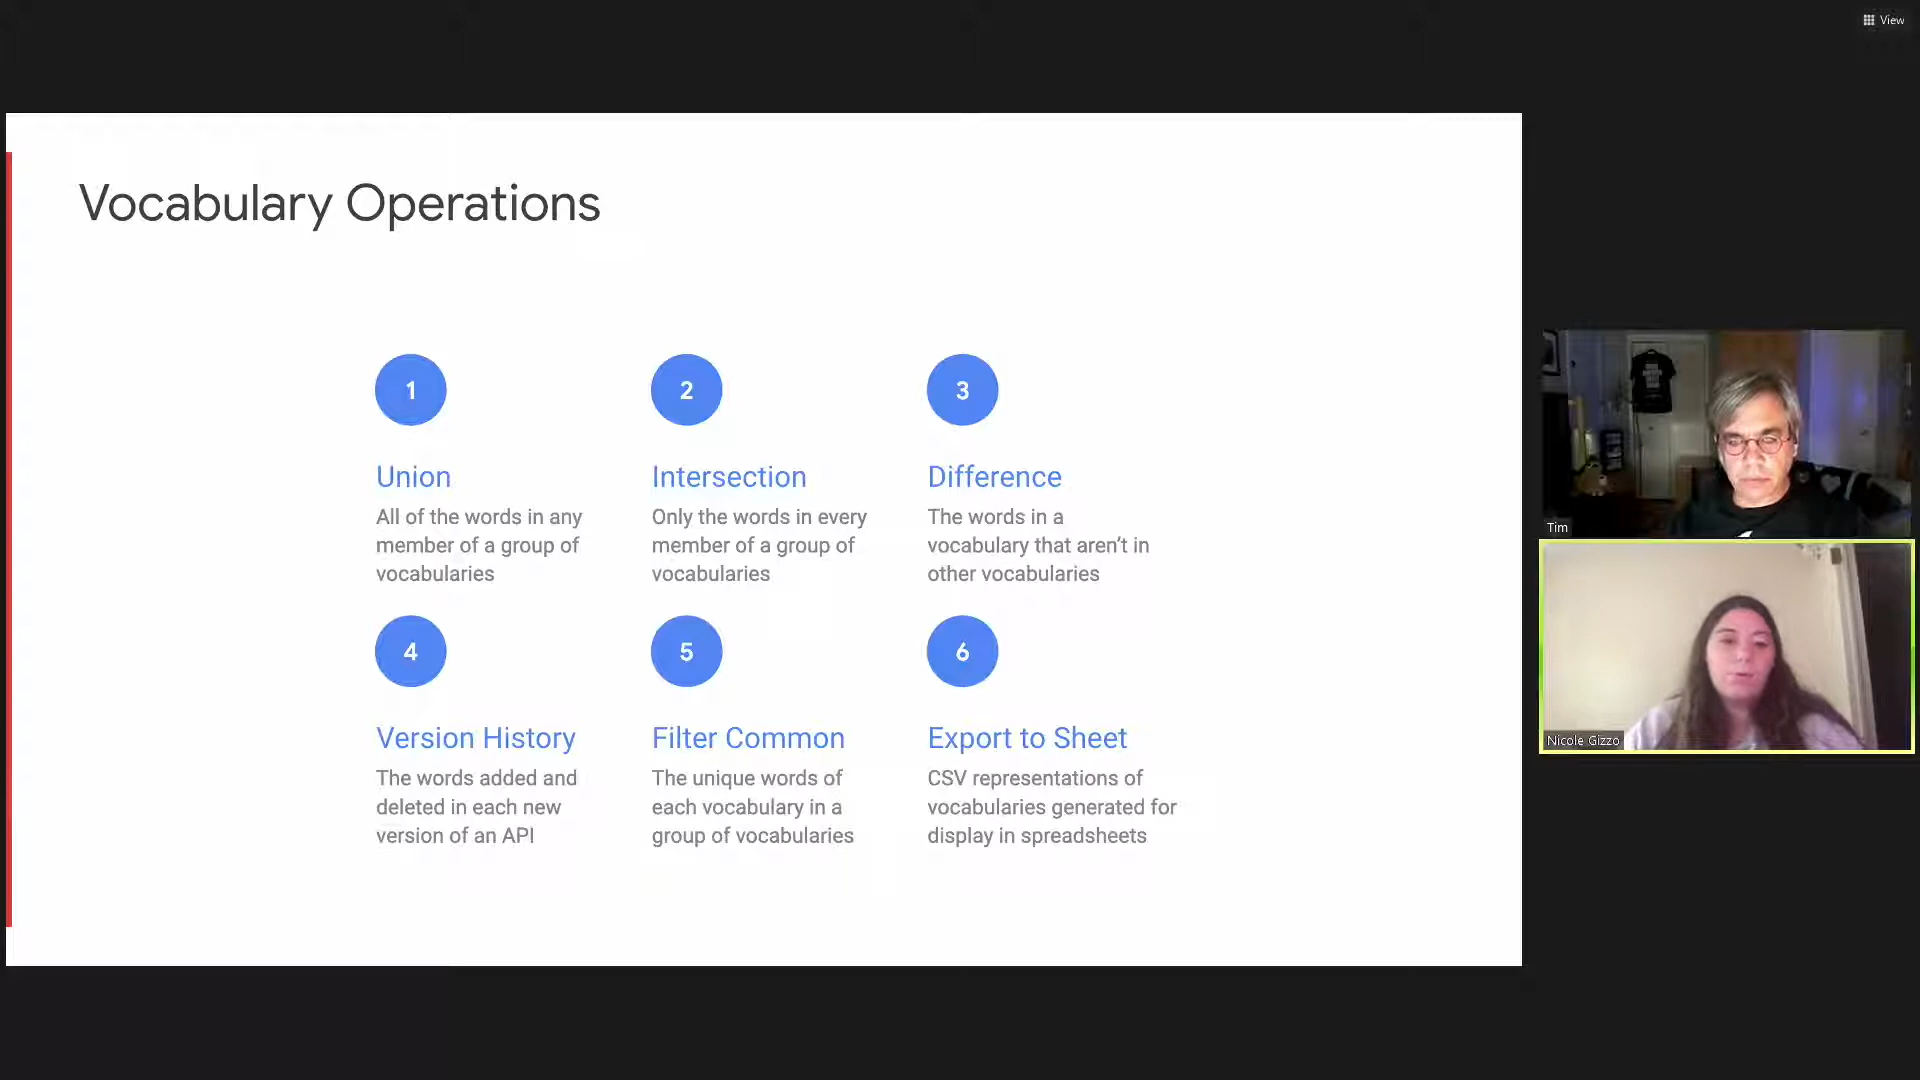 View
Vocabulary Operations
1
2
3
Union
All of the words in any
member of a group of
vocabularies
Intersection
Only the words in every
member of a group of
vocabularies
Difference
The words in a
vocabulary that aren't in
other vocabularies
4
5
6
Version History
The words added and
deleted in each new
version of an API
Filter Common
The unique words of
each vocabulary in a
group of vocabularies
Export to Sheet
CSV representations of
vocabularies generated for
display in spreadsheets
Tim
Nicole Gizzo